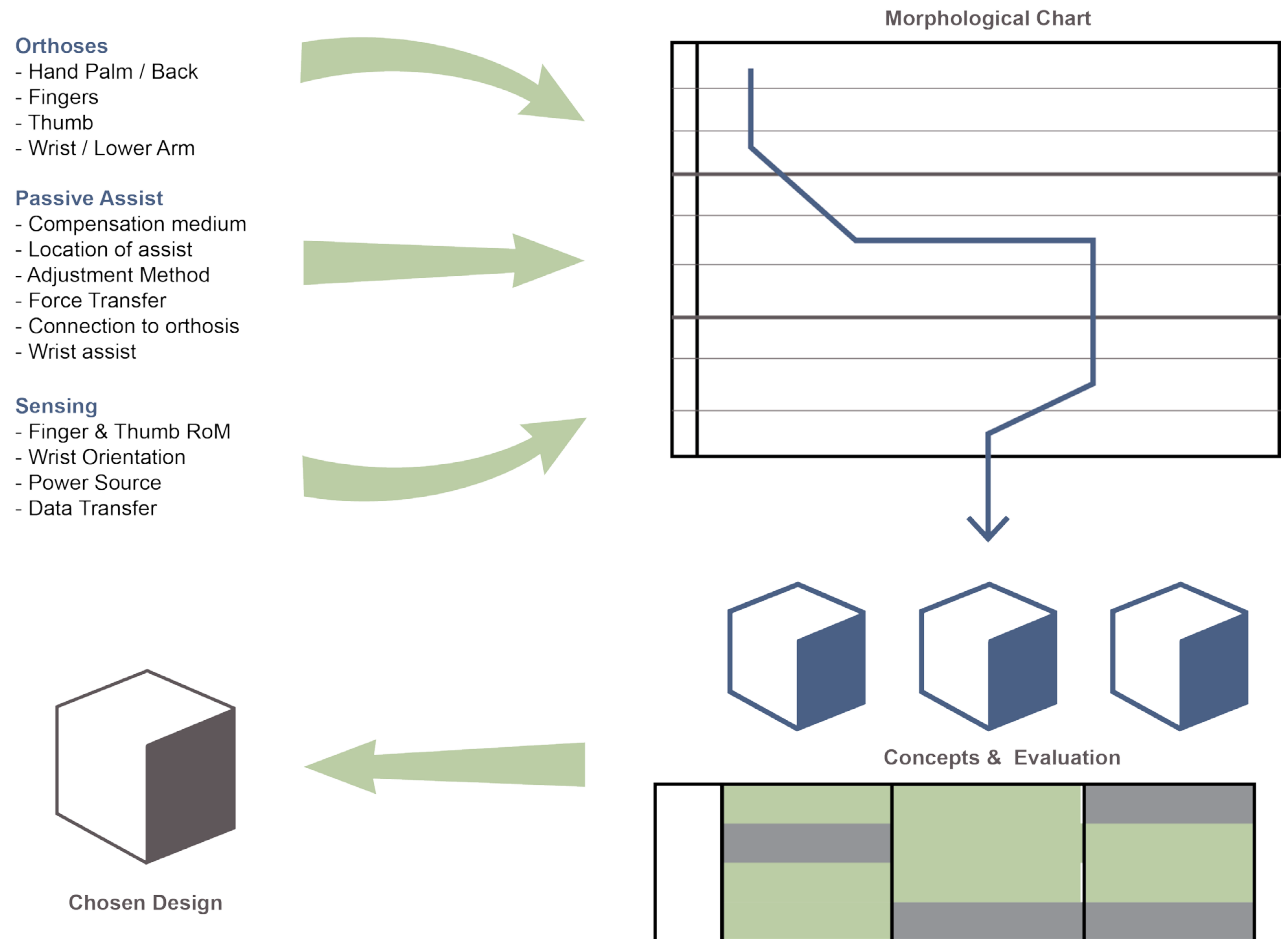 Morphological Chart
Orthoses
- Hand Palm / Back
- Fingers
- Thumb
- Wrist / Lower Arm
Passive Assist
- Compensation medium
- Location of assist
- Adjustment Method
- Force Transfer
- Connection to orthosis
- Wrist assist
Sensing
- Finger & Thumb RoM
- Wrist Orientation
- Power Source
- Data Transfer
Concepts & Evaluation
Chosen Design